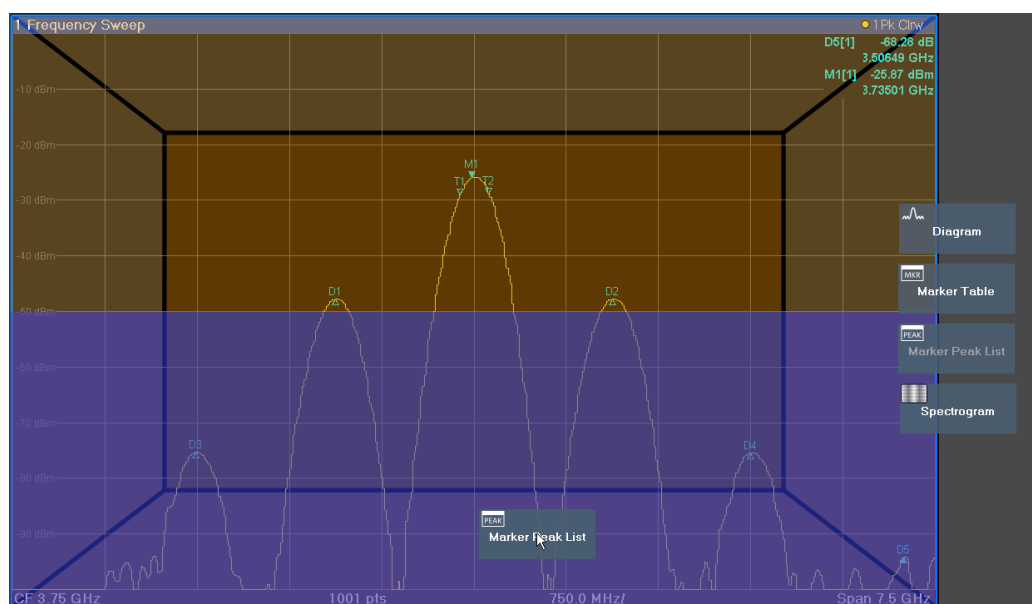 1 Frequency Sweep
1Pk Clrw
D5[1] -68.28 dB
3.50649 GHz
M1[1] -25.87 dBm
3.73501 GHz
-10 dBm
-20 dBm
M1
T1 T2
-30 dBm
Diagram
-40 dBm
MKR
Marker Table
D1 D2
-50 dBm
PEAK
Marker Peak List
-60 dBm
Spectrogram
-70 dBm
D3 D4
-80 dBm
PEAK
Marker Peak List
-90 dBm
D5
CF 3.75 GHz 1001 pts 750.0 MHz/ Span 7.5 GHz